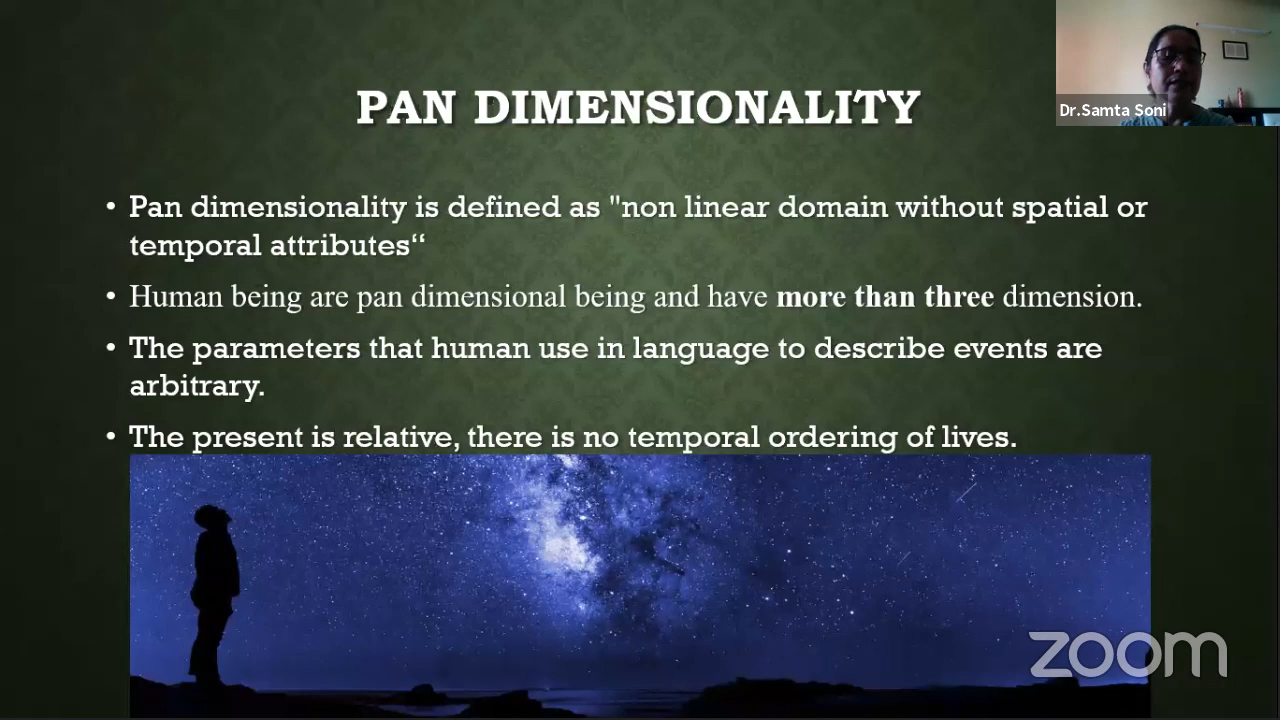 Dr.Samta Soni
PAN DIMENSIONALITY
• Pan dimensionality is defined as "non linear domain without spatial or
temporal attributes“
• Human being are pan dimensional being and have more than three dimension.
• The parameters that human use in language to describe events are
arbitrary.
• The present is relative, there is no temporal ordering of lives.
zoom